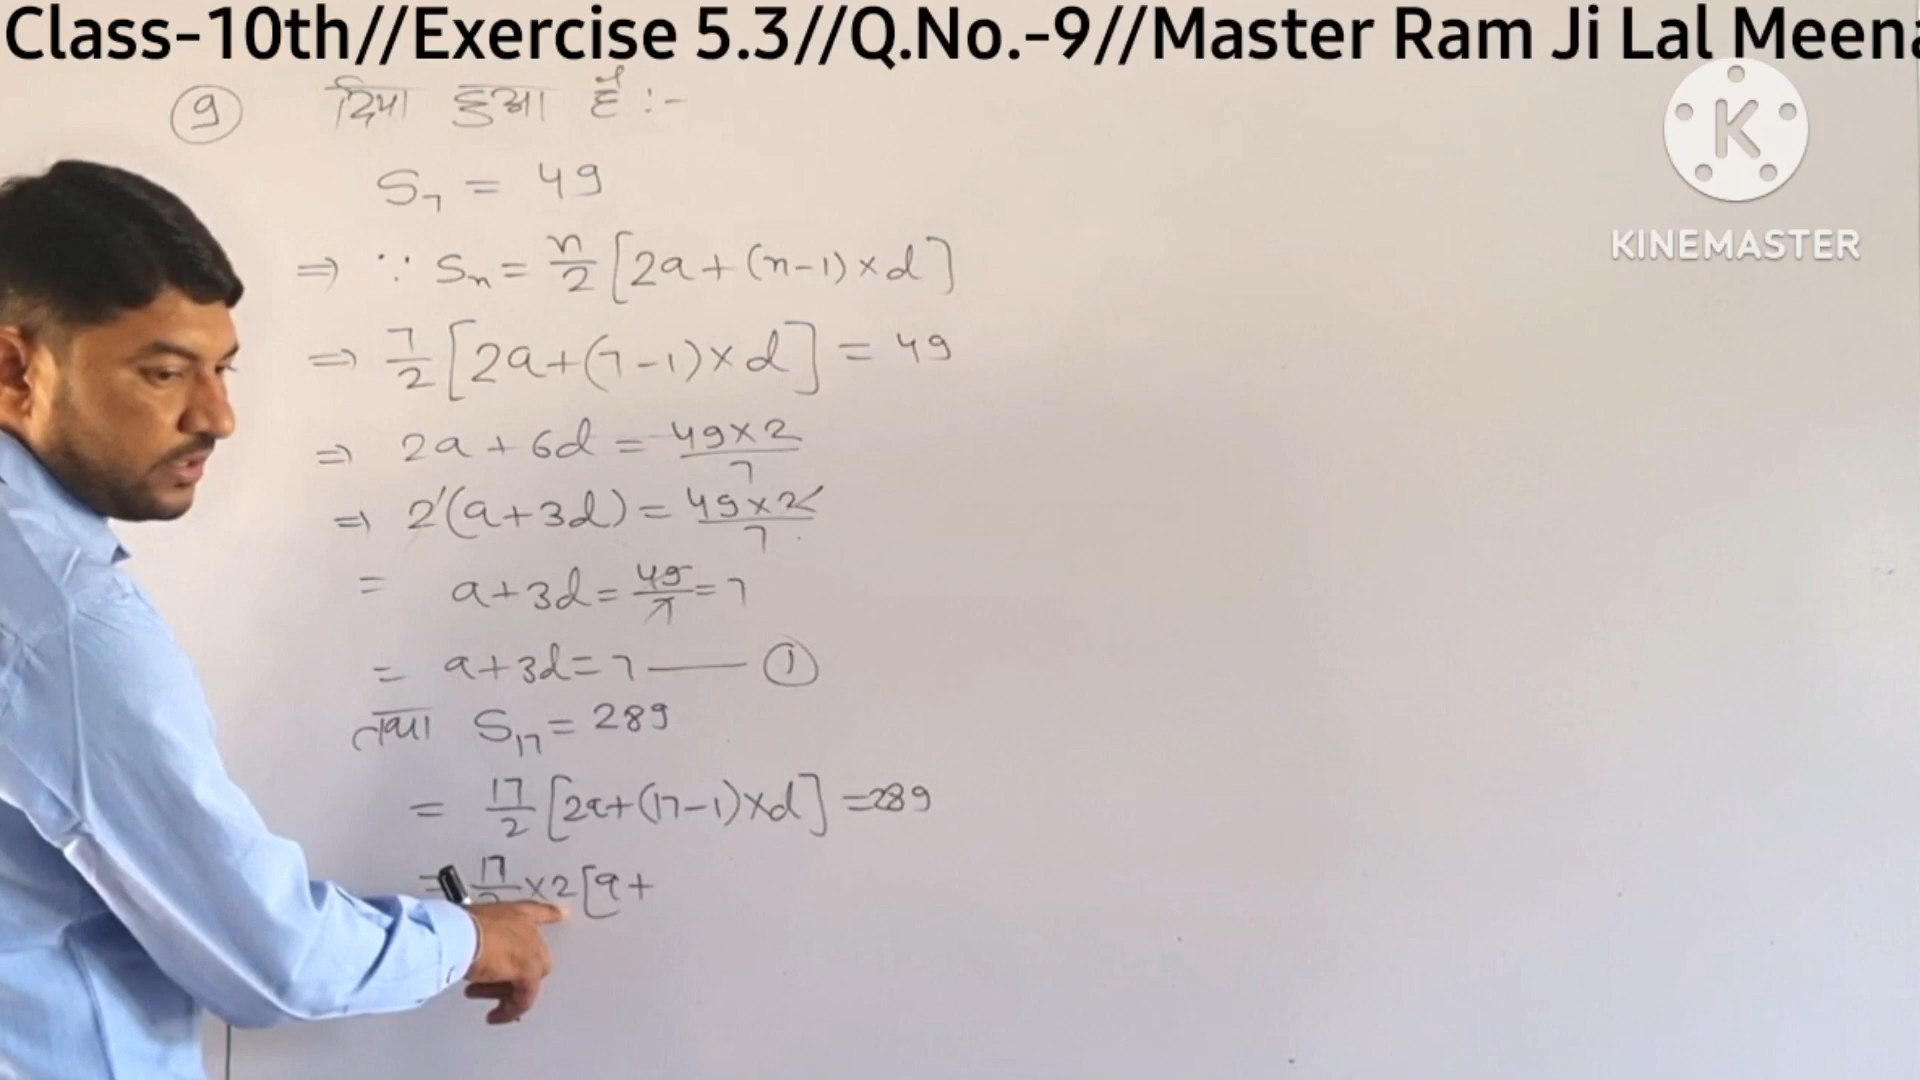 Class-10th//Exercise 5.3//Q.No.-9//Master Ram Ji Lal Meena
K
KINEMASTER
9 दिया हुआ है :-
S₇ = 49
⇒ ∵ Sₙ = n/2 [2a + (n-1) × d]
⇒ 7/2 [2a + (7-1) × d] = 49
⇒ 2a + 6d = 49×2/7
⇒ 2(a+3d) = 49×2/7
= a+3d = 49/7 = 7
= a+3d = 7 —— ①
तथा S₁₇ = 289
= 17/2 [2a+(17-1)×d] = 289
= 17/2 ×2 [a +